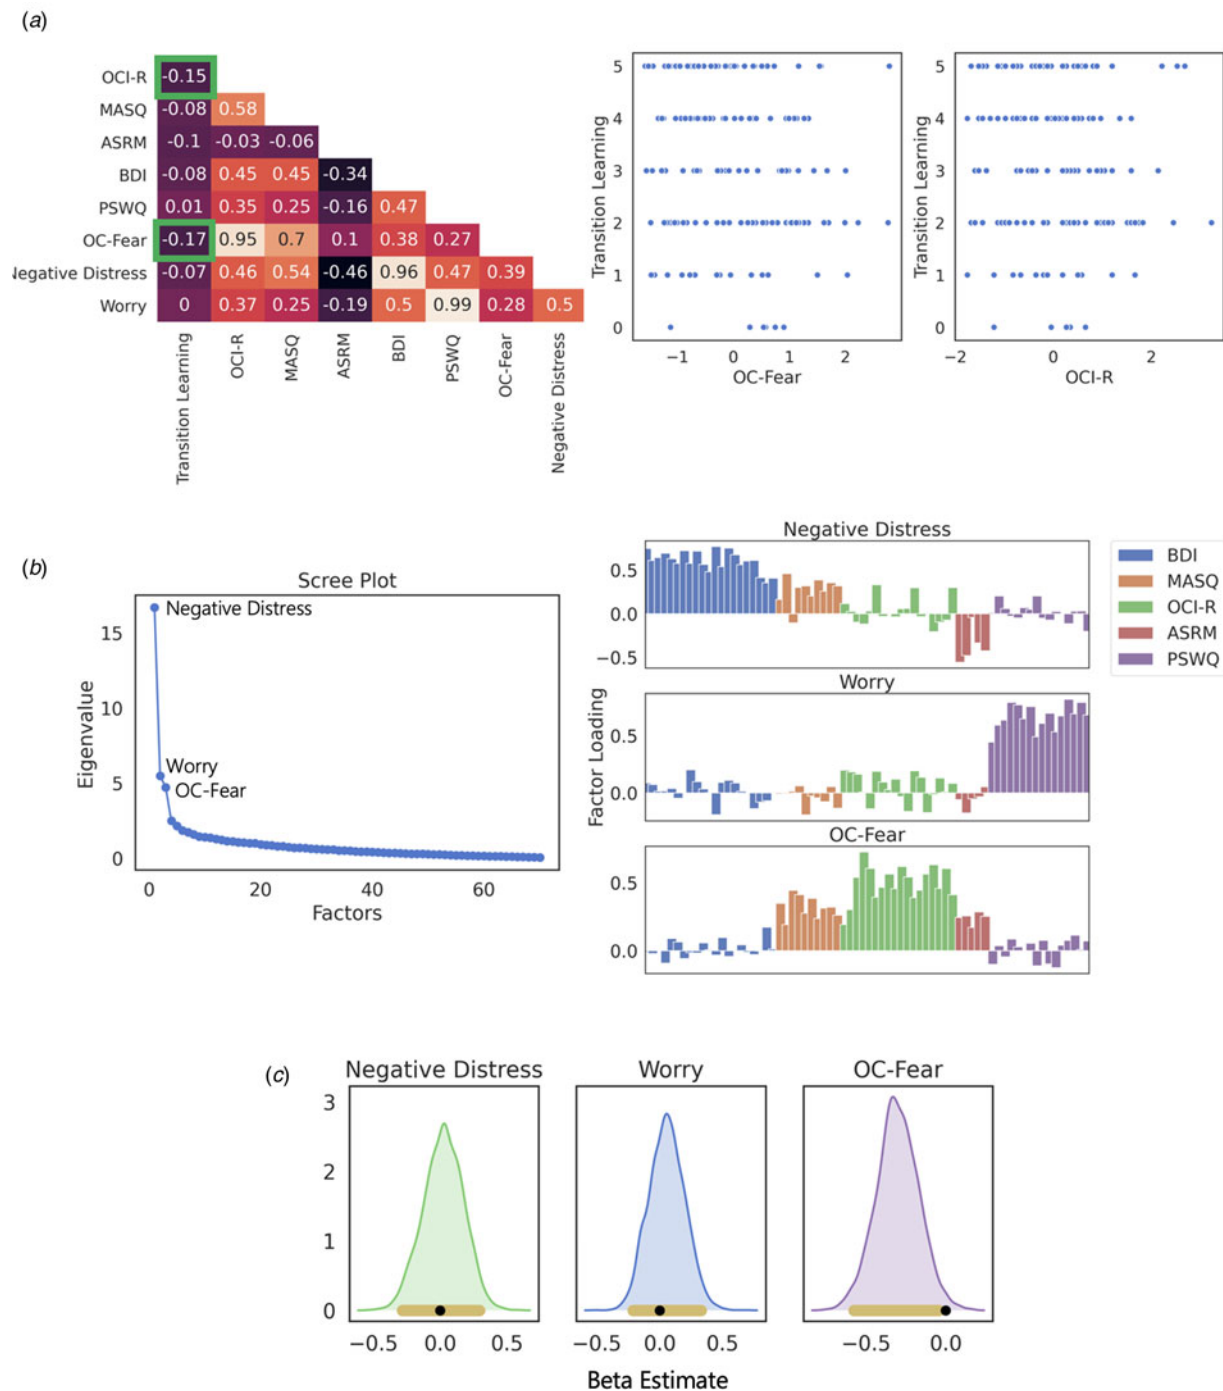 (a)
OCI-R -0.15
MASQ -0.08 0.58
ASRM -0.1 -0.03 -0.06
BDI -0.08 0.45 0.45 -0.34
PSWQ 0.01 0.35 0.25 -0.16 0.47
OC-Fear -0.17 0.95 0.7 0.1 0.38 0.27
Negative Distress -0.07 0.46 0.54 -0.46 0.96 0.47 0.39
Worry 0 0.37 0.25 -0.19 0.5 0.99 0.28 0.5
Transition Learning
OCI-R
MASQ
ASRM
BDI
PSWQ
OC-Fear
Negative Distress
Transition Learning
5
4
3
2
1
0
−1 0 1 2
OC-Fear
Transition Learning
5
4
3
2
1
0
−2 0 2
OCI-R
(b)
Scree Plot
Negative Distress
Worry
OC-Fear
Eigenvalue
15
10
5
0
0 20 40 60
Factors
Negative Distress
0.5
0.0
−0.5
Worry
Factor Loading
0.5
0.0
OC-Fear
0.5
0.0
BDI
MASQ
OCI-R
ASRM
PSWQ
(c)
Negative Distress Worry OC-Fear
3
2
1
0
−0.5 0.0 0.5 −0.5 0.0 0.5 −0.5 0.0
Beta Estimate